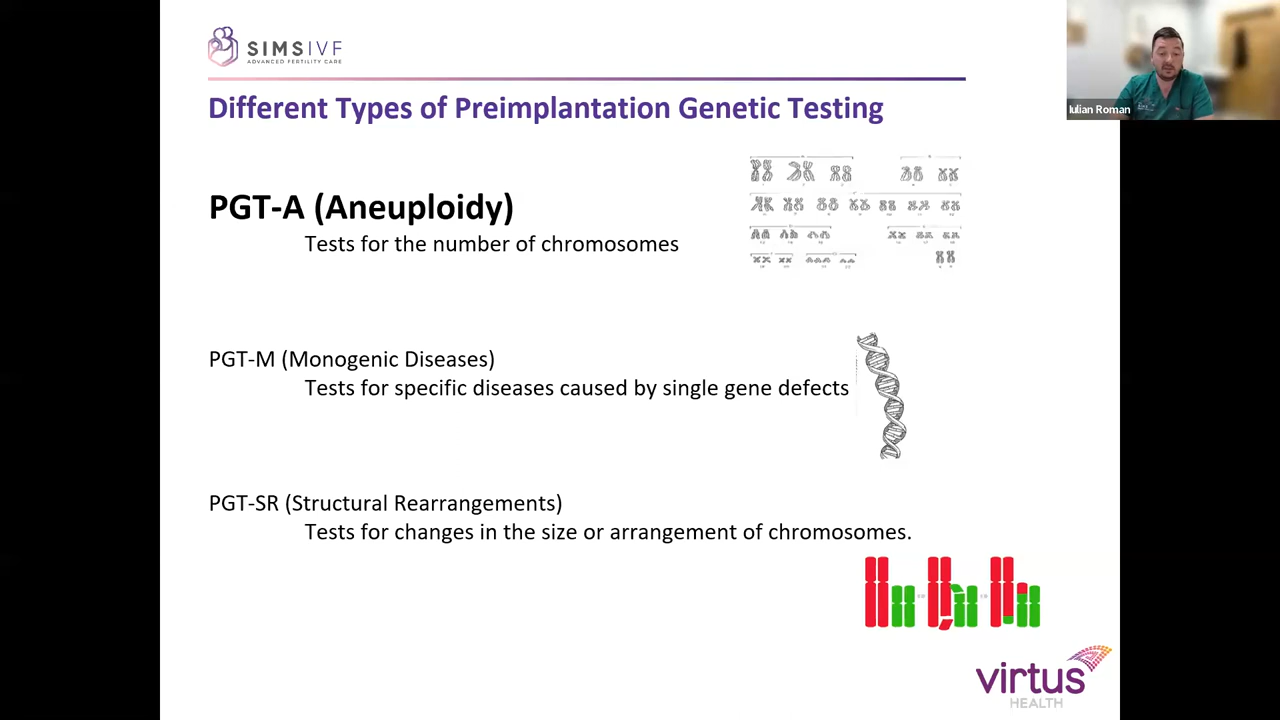 SIMSIVF
ADVANCED FERTILITY CARE
Iulian Roman
Different Types of Preimplantation Genetic Testing
PGT-A (Aneuploidy)
Tests for the number of chromosomes
PGT-M (Monogenic Diseases)
Tests for specific diseases caused by single gene defects
PGT-SR (Structural Rearrangements)
Tests for changes in the size or arrangement of chromosomes.
virtus
HEALTH